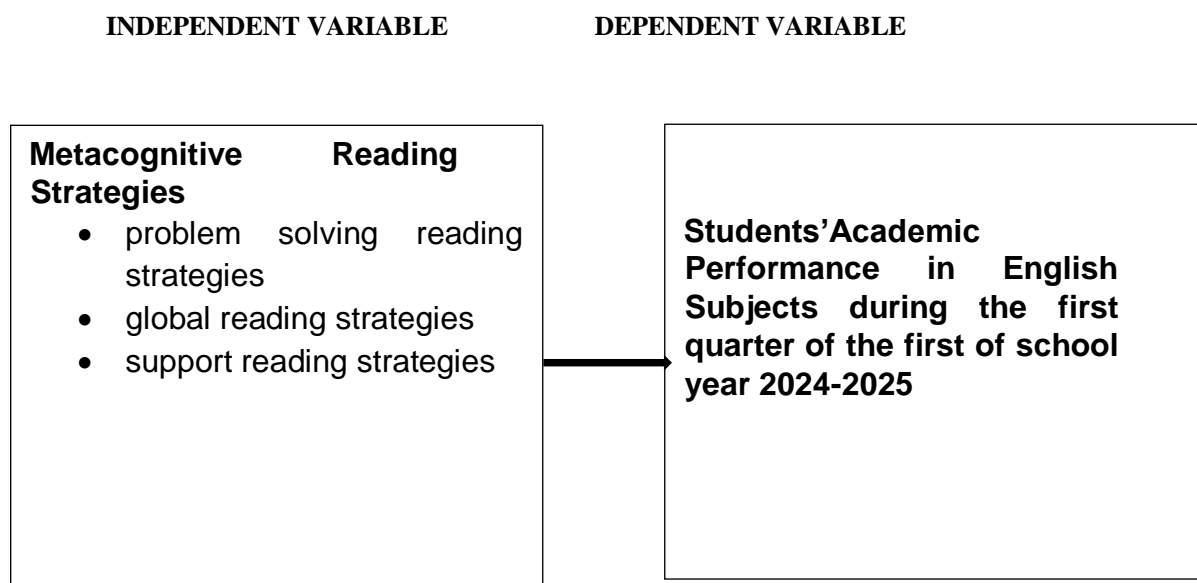 INDEPENDENT VARIABLE DEPENDENT VARIABLE
Metacognitive Reading
Strategies
• problem solving reading
strategies
• global reading strategies
• support reading strategies
Students’Academic
Performance in English
Subjects during the first
quarter of the first of school
year 2024-2025